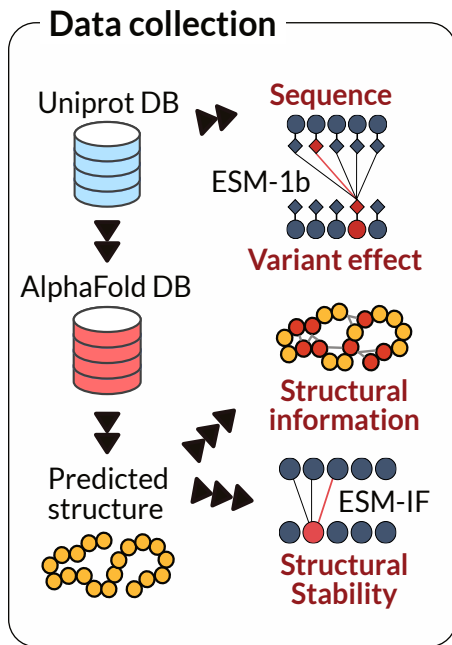 Data collection
Uniprot DB
Sequence
ESM-1b
Variant effect
AlphaFold DB
Structural
information
Predicted
structure
ESM-IF
Structural
Stability